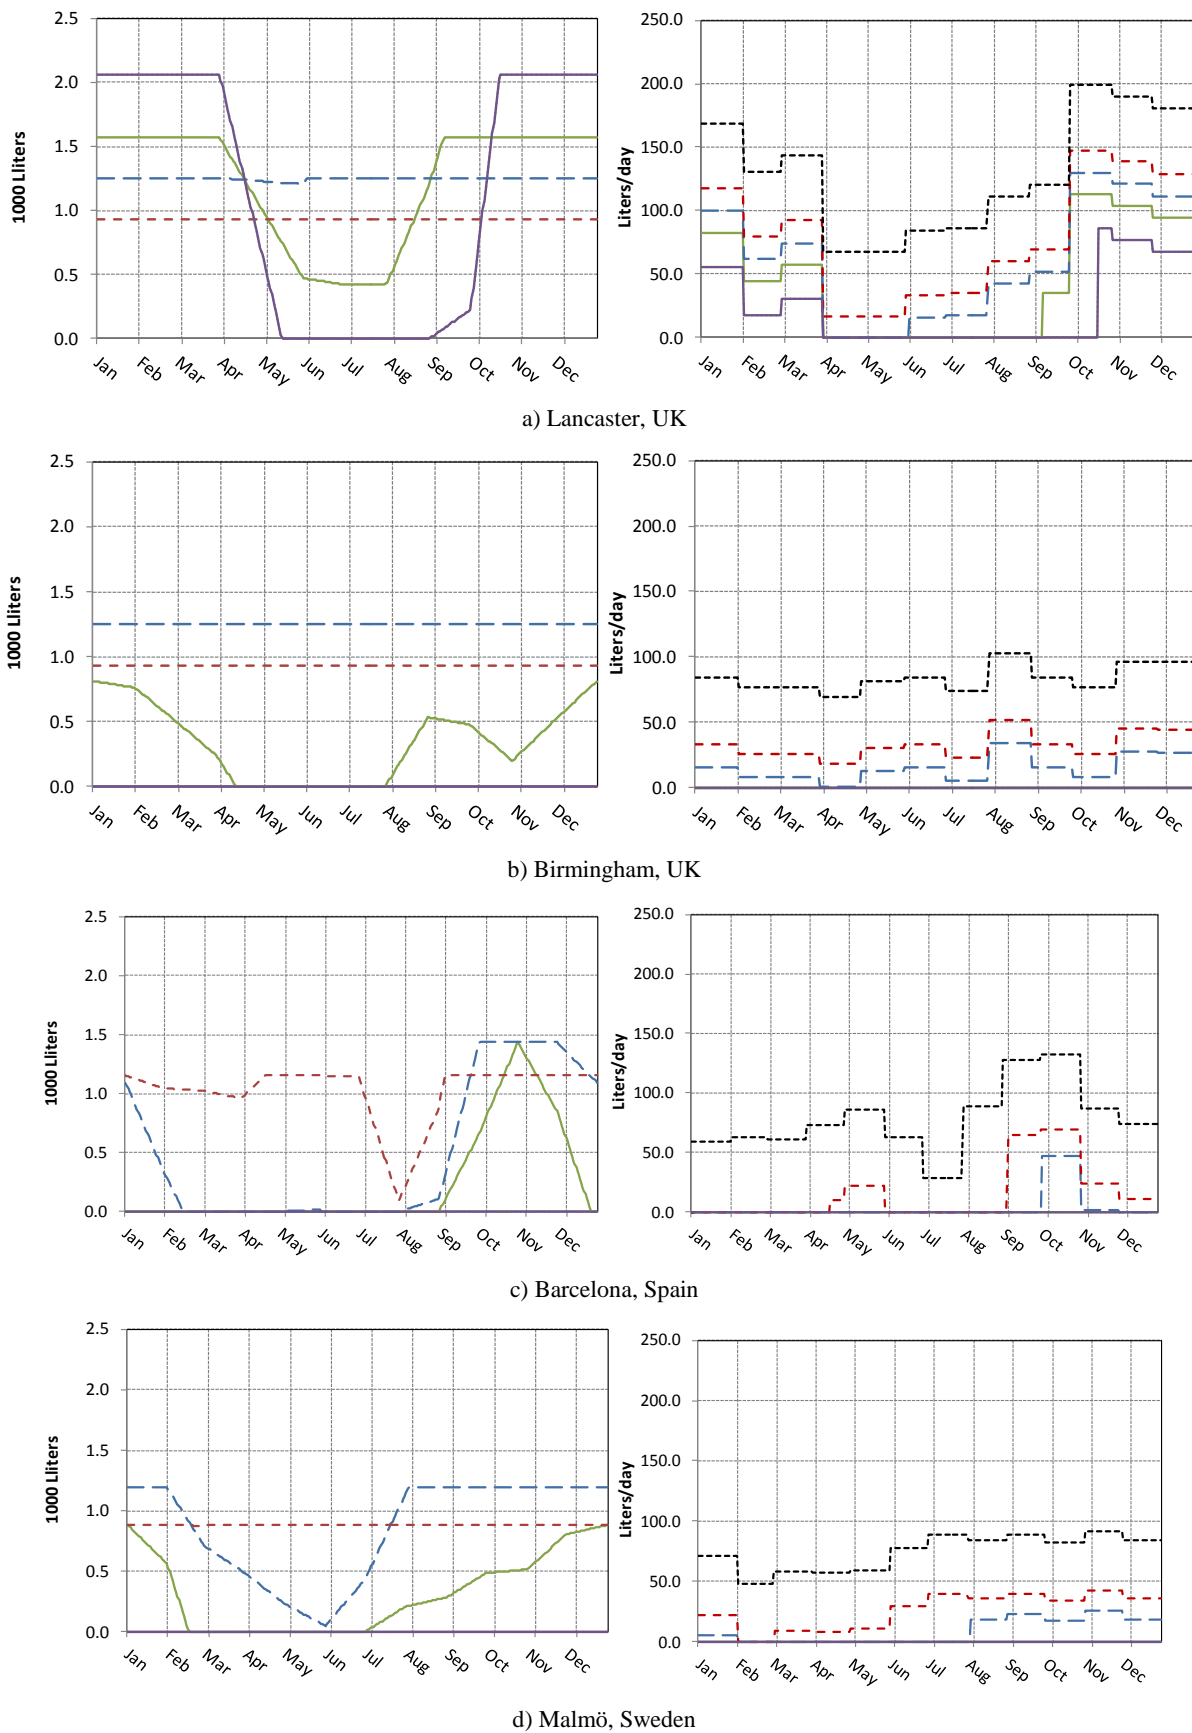 2.5
2.0
1.5
1.0
0.5
0.0
1000 Lliters
Jan Feb Mar Apr May Jun Jul Aug Sep Oct Nov Dec
250.0
200.0
150.0
100.0
50.0
0.0
Liters/day
Jan Feb Mar Apr May Jun Jul Aug Sep Oct Nov Dec
a) Lancaster, UK
2.5
2.0
1.5
1.0
0.5
0.0
1000 Lliters
Jan Feb Mar Apr May Jun Jul Aug Sep Oct Nov Dec
250.0
200.0
150.0
100.0
50.0
0.0
Liters/day
Jan Feb Mar Apr May Jun Jul Aug Sep Oct Nov Dec
b) Birmingham, UK
2.5
2.0
1.5
1.0
0.5
0.0
1000 Lliters
Jan Feb Mar Apr May Jun Jul Aug Sep Oct Nov Dec
250.0
200.0
150.0
100.0
50.0
0.0
Liters/day
Jan Feb Mar Apr May Jun Jul Aug Sep Oct Nov Dec
c) Barcelona, Spain
2.5
2.0
1.5
1.0
0.5
0.0
1000 Lliters
Jan Feb Mar Apr May Jun Jul Aug Sep Oct Nov Dec
250.0
200.0
150.0
100.0
50.0
0.0
Liters/day
Jan Feb Mar Apr May Jun Jul Aug Sep Oct Nov Dec
d) Malmö, Sweden